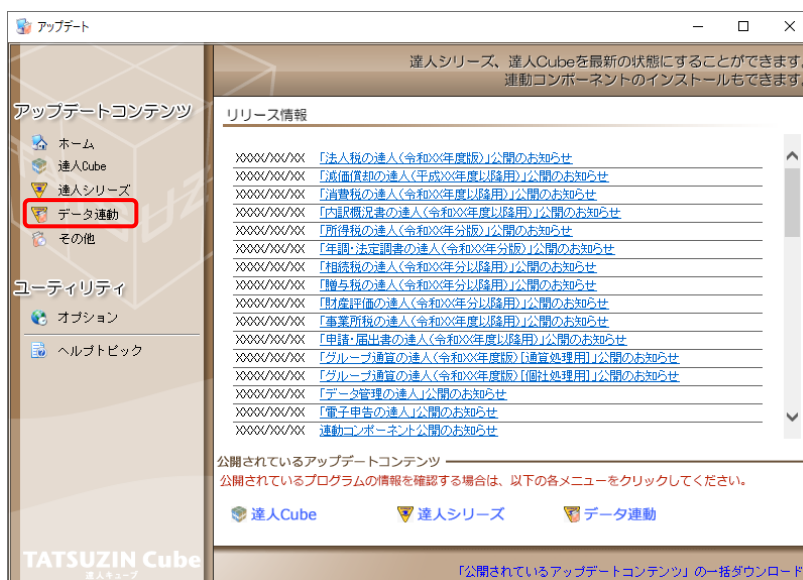 アップデート
達人シリーズ、達人Cubeを最新の状態にすることができます。
連動コンポーネントのインストールもできます。
アップデートコンテンツ
ホーム
達人Cube
達人シリーズ
データ連動
その他
ユーティリティ
オプション
ヘルプトピック
リリース情報
XXXX/XX/XX 「法人税の達人(令和XX年度版)」公開のお知らせ
XXXX/XX/XX 「減価償却の達人(平成XX年度以降用)」公開のお知らせ
XXXX/XX/XX 「消費税の達人(令和XX年度以降用)」公開のお知らせ
XXXX/XX/XX 「内訳概況書の達人(令和XX年度以降用)」公開のお知らせ
XXXX/XX/XX 「所得税の達人(令和XX年分版)」公開のお知らせ
XXXX/XX/XX 「年調・法定調書の達人(令和XX年分版)」公開のお知らせ
XXXX/XX/XX 「相続税の達人(令和XX年分以降用)」公開のお知らせ
XXXX/XX/XX 「贈与税の達人(令和XX年分以降用)」公開のお知らせ
XXXX/XX/XX 「財産評価の達人(令和XX年分以降用)」公開のお知らせ
XXXX/XX/XX 「事業所税の達人(令和XX年度以降用)」公開のお知らせ
XXXX/XX/XX 「申請・届出書の達人(令和XX年度以降用)」公開のお知らせ
XXXX/XX/XX 「グループ通算の達人(令和XX年度版)[通算処理用]」公開のお知らせ
XXXX/XX/XX 「グループ通算の達人(令和XX年度版)[個社処理用]」公開のお知らせ
XXXX/XX/XX 「データ管理の達人」公開のお知らせ
XXXX/XX/XX 「電子申告の達人」公開のお知らせ
XXXX/XX/XX 連動コンポーネント公開のお知らせ
公開されているアップデートコンテンツ
公開されているプログラムの情報を確認する場合は、以下の各メニューをクリックしてください。
達人Cube 達人シリーズ データ連動
TATSUZIN Cube
達人キューブ
「公開されているアップデートコンテンツ」の一括ダウンロード